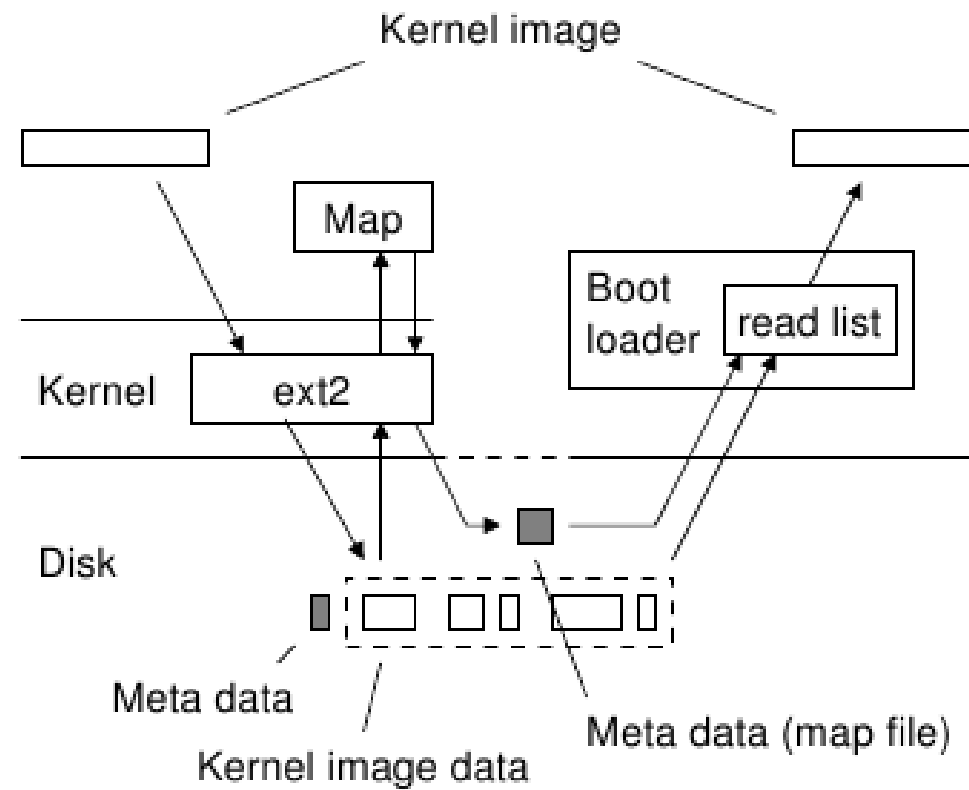 Kernel image
Map
Boot
loader
read list
Kernel
ext2
Disk
Meta data
Meta data (map file)
Kernel image data